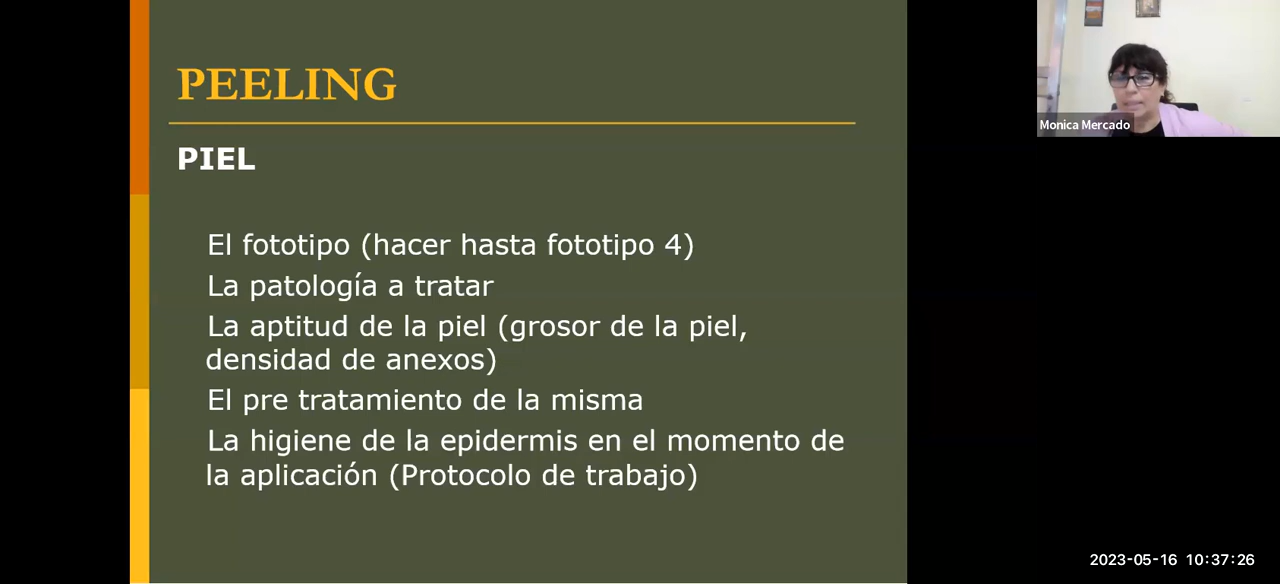 PEELING
PIEL
El fototipo (hacer hasta fototipo 4)
La patología a tratar
La aptitud de la piel (grosor de la piel,
densidad de anexos)
El pre tratamiento de la misma
La higiene de la epidermis en el momento de
la aplicación (Protocolo de trabajo)
Monica Mercado
2023-05-16 10:37:26